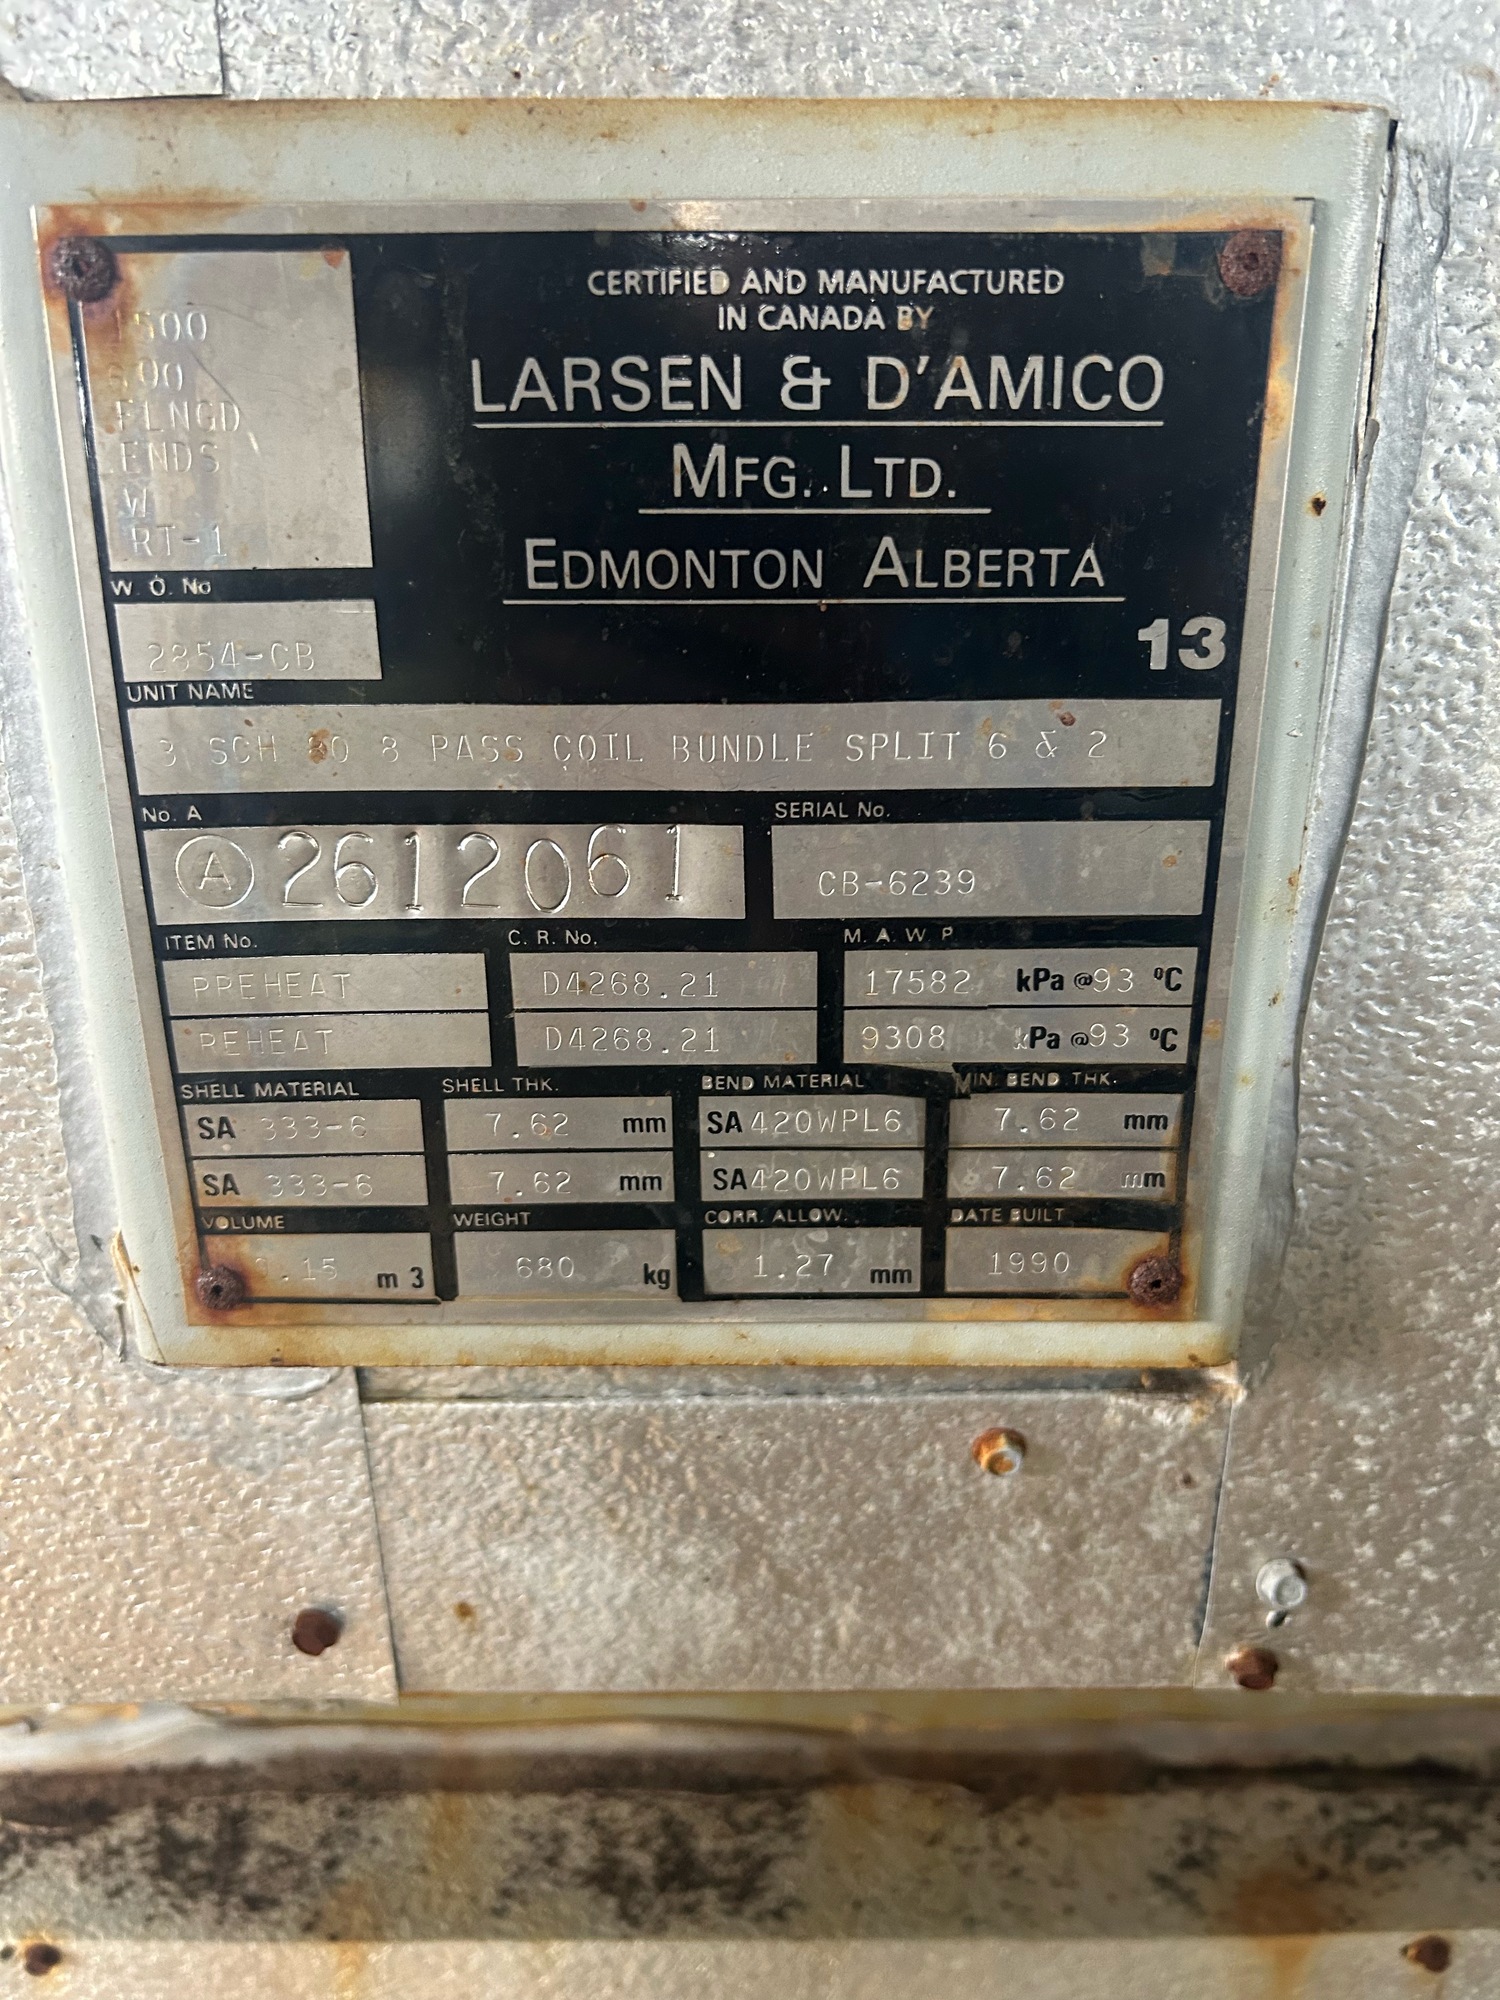 1500
600
FLNGD
ENDS
W
RT-1
CERTIFIED AND MANUFACTURED
IN CANADA BY
LARSEN & D'AMICO
MFG. LTD.
EDMONTON ALBERTA
13
W. O. No
2854-CB
UNIT NAME
3 SCH 80 8 PASS COIL BUNDLE SPLIT 6 & 2
No. A
SERIAL No.
A 2612061
CB-6239
ITEM No.
C. R. No.
M. A. W. P
PREHEAT
D4268.21
17582 kPa @93 °C
REHEAT
D4268.21
9308 kPa @93 °C
SHELL MATERIAL
SHELL THK.
BEND MATERIAL
MIN. BEND THK.
SA 333-6
7.62 mm
SA 420WPL6
7.62 mm
SA 333-6
7.62 mm
SA 420WPL6
7.62 mm
VOLUME
WEIGHT
CORR. ALLOW.
DATE BUILT
m 3
680 kg
1.27 mm
1990